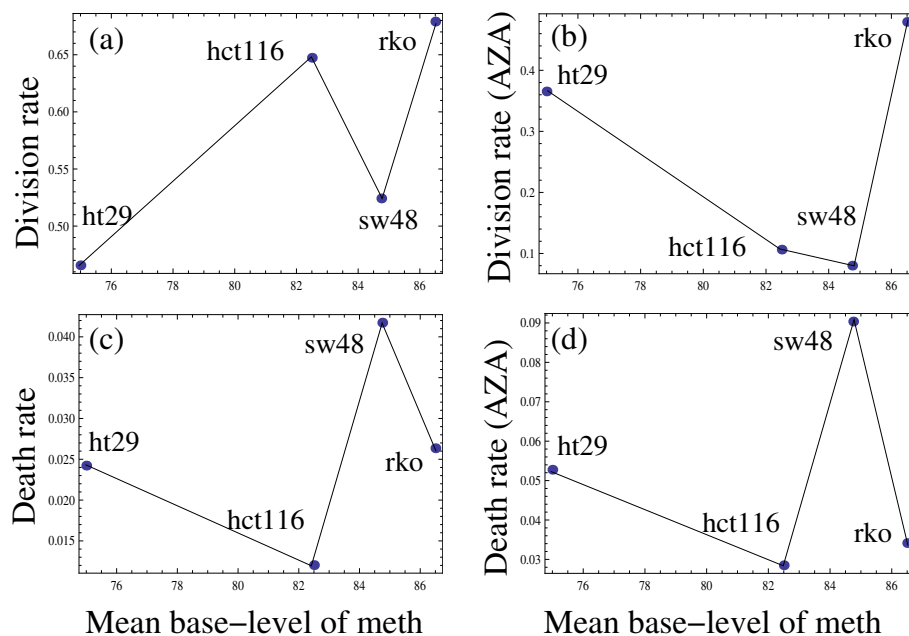 (a)
hct116
rko
ht29
sw48
Division rate
0.65
0.60
0.55
0.50
76 78 80 82 84 86
(b)
ht29
rko
sw48
hct116
Division rate (AZA)
0.4
0.3
0.2
0.1
76 78 80 82 84 86
(c)
sw48
ht29
rko
hct116
Death rate
0.040
0.035
0.030
0.025
0.020
0.015
76 78 80 82 84 86
Mean base-level of meth
(d)
sw48
ht29
hct116
rko
Death rate (AZA)
0.09
0.08
0.07
0.06
0.05
0.04
0.03
76 78 80 82 84 86
Mean base-level of meth